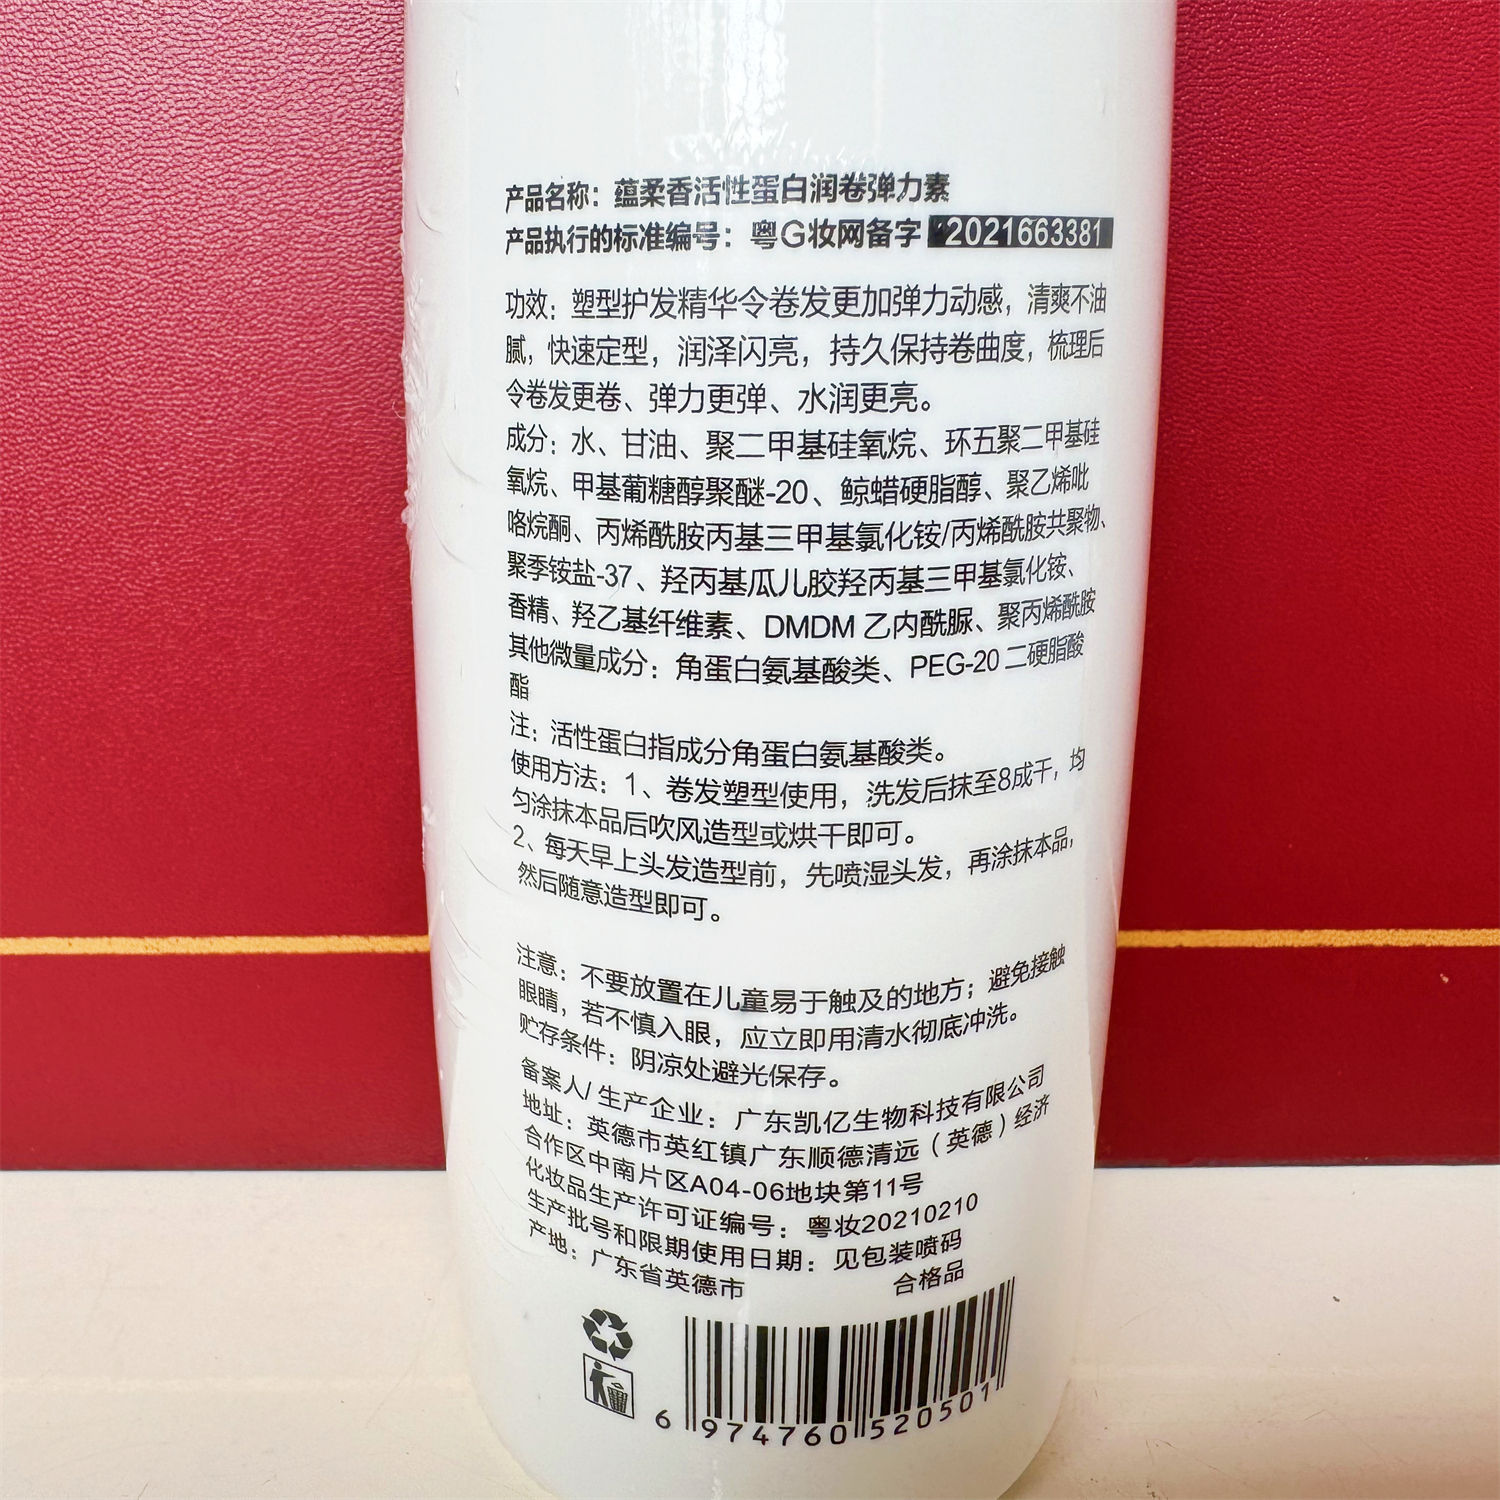 产品名称：蕴柔香活性蛋白润卷弹力素
产品执行的标准编号：粤G妆网备字 2021663381
功效：塑型护发精华令卷发更加弹力动感，清爽不油
腻，快速定型，润泽闪亮，持久保持卷曲度，梳理后
令卷发更卷、弹力更弹、水润更亮。
成分：水、甘油、聚二甲基硅氧烷、环五聚二甲基硅
氧烷、甲基葡糖醇聚醚-20、鲸蜡硬脂醇、聚乙烯吡
咯烷酮、丙烯酰胺丙基三甲基氯化铵/丙烯酰胺共聚物、
聚季铵盐-37、羟丙基瓜儿胶羟丙基三甲基氯化铵、
香精、羟乙基纤维素、DMDM 乙内酰脲、聚丙烯酰胺
其他微量成分：角蛋白氨基酸类、PEG-20 二硬脂酸
酯
注：活性蛋白指成分角蛋白氨基酸类。
使用方法：1、卷发塑型使用，洗发后抹至8成干，均
匀涂抹本品后吹风造型或烘干即可。
2、每天早上头发造型前，先喷湿头发，再涂抹本品，
然后随意造型即可。
注意：不要放置在儿童易于触及的地方；避免接触
眼睛，若不慎入眼，应立即用清水彻底冲洗。
贮存条件：阴凉处避光保存。
备案人/生产企业：广东凯亿生物科技有限公司
地址：英德市英红镇广东顺德清远（英德）经济
合作区中南片区A04-06地块第11号
化妆品生产许可证编号：粤妆20210210
生产批号和限期使用日期：见包装喷码
产地：广东省英德市 合格品
6 974760 520501